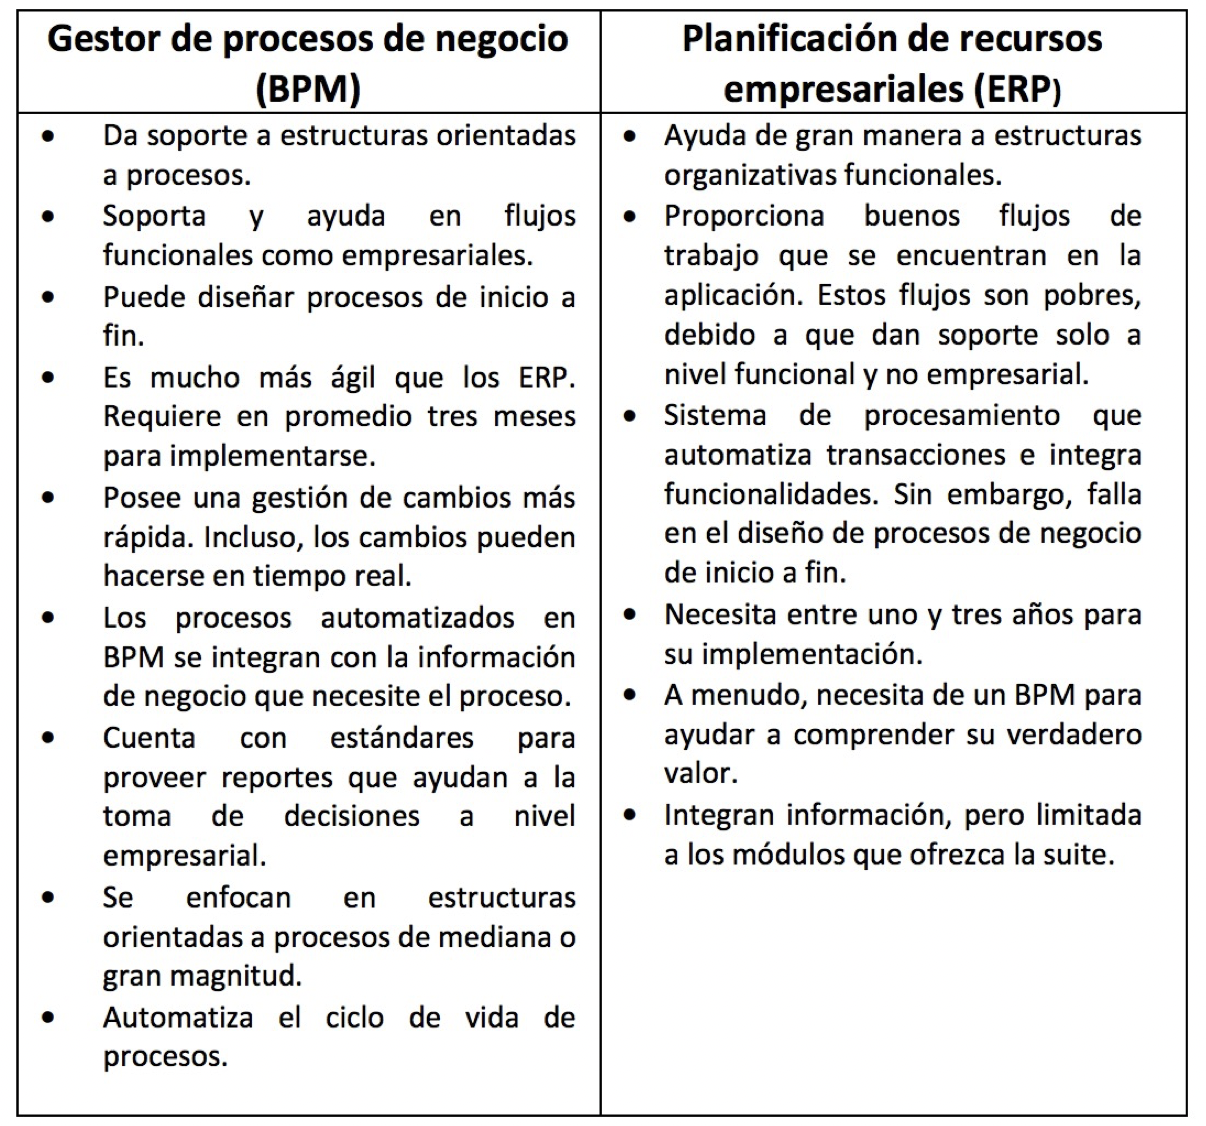 Gestor de procesos de negocio
(BPM)
• Da soporte a estructuras orientadas
a procesos.
• Soporta y ayuda en flujos
funcionales como empresariales.
• Puede diseñar procesos de inicio a
fin.
• Es mucho más ágil que los ERP.
Requiere en promedio tres meses
para implementarse.
• Posee una gestión de cambios más
rápida. Incluso, los cambios pueden
hacerse en tiempo real.
• Los procesos automatizados en
BPM se integran con la información
de negocio que necesite el proceso.
• Cuenta con estándares para
proveer reportes que ayudan a la
toma de decisiones a nivel
empresarial.
• Se enfocan en estructuras
orientadas a procesos de mediana o
gran magnitud.
• Automatiza el ciclo de vida de
procesos.
Planificación de recursos
empresariales (ERP)
• Ayuda de gran manera a estructuras
organizativas funcionales.
• Proporciona buenos flujos de
trabajo que se encuentran en la
aplicación. Estos flujos son pobres,
debido a que dan soporte solo a
nivel funcional y no empresarial.
• Sistema de procesamiento que
automatiza transacciones e integra
funcionalidades. Sin embargo, falla
en el diseño de procesos de negocio
de inicio a fin.
• Necesita entre uno y tres años para
su implementación.
• A menudo, necesita de un BPM para
ayudar a comprender su verdadero
valor.
• Integran información, pero limitada
a los módulos que ofrezca la suite.